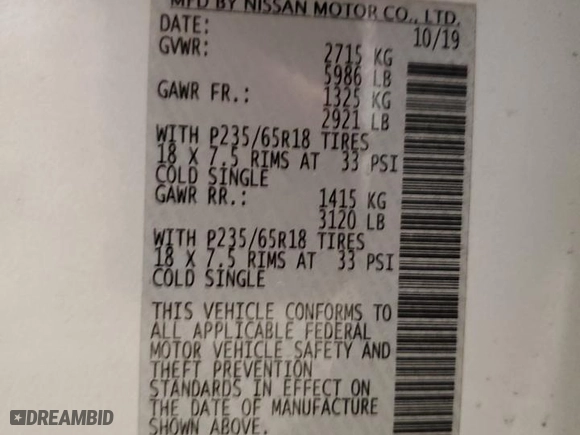 MFD BY NISSAN MOTOR CO., LTD.
DATE: 10/19
GVWR: 2715 KG
5986 LB
GAWR FR.: 1325 KG
2921 LB
WITH P235/65R18 TIRES
18 X 7.5 RIMS AT 33 PSI
COLD SINGLE
GAWR RR.: 1415 KG
3120 LB
WITH P235/65R18 TIRES
18 X 7.5 RIMS AT 33 PSI
COLD SINGLE
THIS VEHICLE CONFORMS TO
ALL APPLICABLE FEDERAL
MOTOR VEHICLE SAFETY AND
THEFT PREVENTION
STANDARDS IN EFFECT ON
THE DATE OF MANUFACTURE
SHOWN ABOVE.
DREAMBID